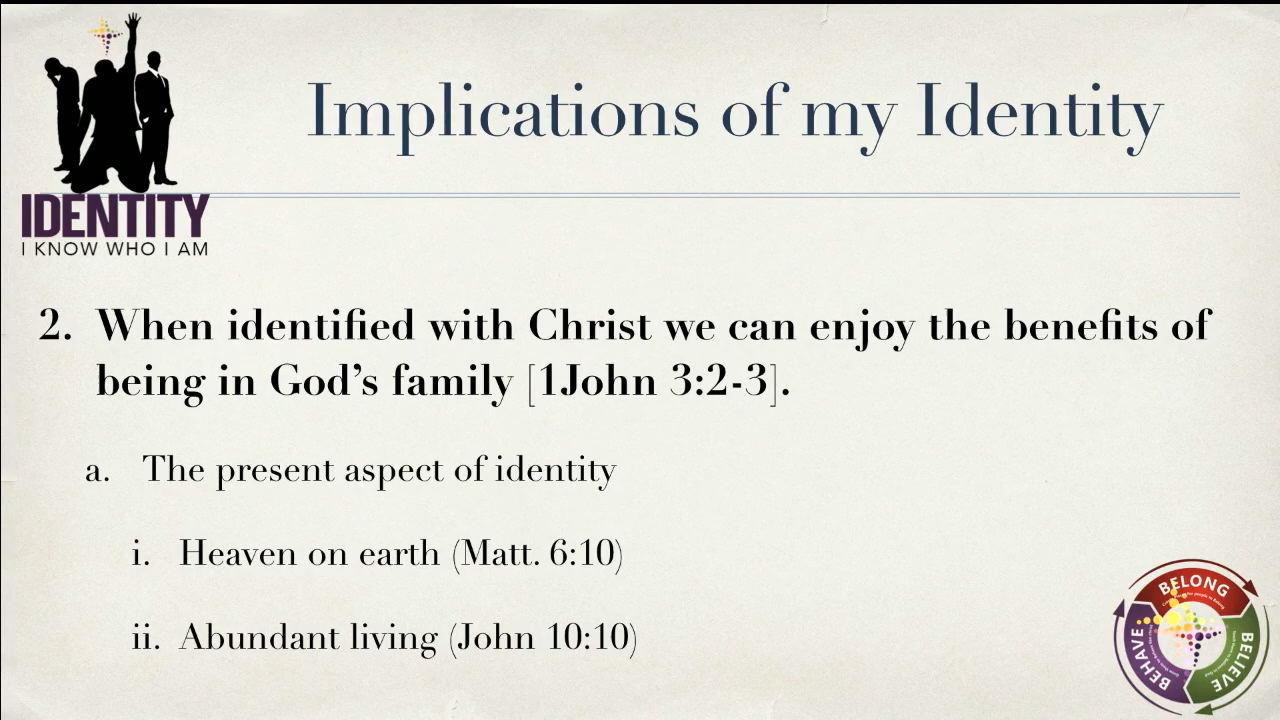 Implications of my Identity
IDENTITY
I KNOW WHO I AM
2. When identified with Christ we can enjoy the benefits of
being in God's family [1John 3:2-3].
a. The present aspect of identity
i. Heaven on earth (Matt. 6:10)
ii. Abundant living (John 10:10)
BELONG
BELIEVE
BEHAVE